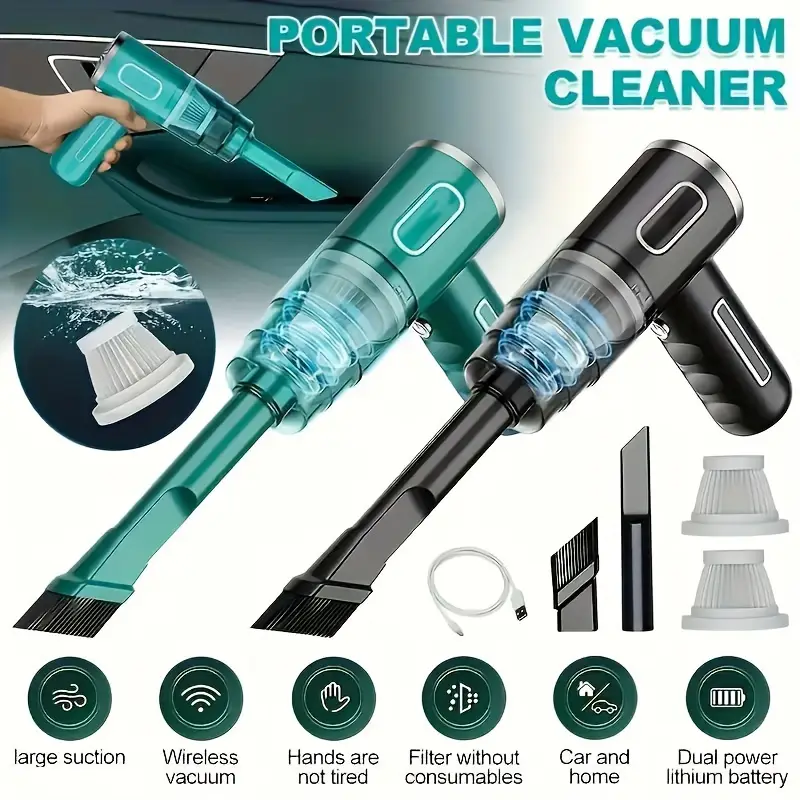 PORTABLE VACUUM
CLEANER
large suction
Wireless
vacuum
Hands are
not tired
Filter without
consumables
Car and
home
Dual power
lithium battery